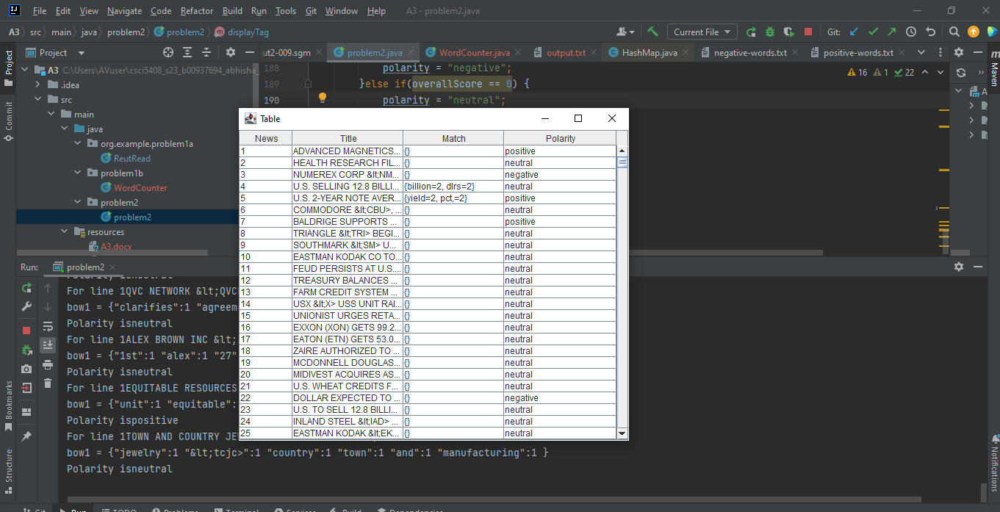 File Edit View Navigate Code Refactor Build Run Tools Git Window Help A3 - problem2.java
A3 src main java problem2 problem2 displayTag Current File Git:
Project ut2-009.sgm problem2.java WordCounter.java output.txt HashMap.java negative-words.txt positive-words.txt
Project
Commit
Bookmarks
Structure
Maven
Notifications
A3 C:\Users\AVuser\csci5408_s23_b00937694_abhisha_
.idea
src
main
java
org.example.problem1a
ReutRead
problem1b
WordCounter
problem2
problem2
resources
A3.docx
188 polarity = "negative";
189 }else if(overallScore == 0) {
190 polarity = "neutral";
16 1 22
Table
News Title Match Polarity
1 ADVANCED MAGNETICS... {} positive
2 HEALTH RESEARCH FIL... {} neutral
3 NUMEREX CORP &lt;NM... {} negative
4 U.S. SELLING 12.8 BILLI... {billion=2, dlrs=2} neutral
5 U.S. 2-YEAR NOTE AVER... {yield=2, pct,=2} positive
6 COMMODORE &lt;CBU>, ... {} neutral
7 BALDRIGE SUPPORTS ... {} positive
8 TRIANGLE &lt;TRI> BEGI... {} neutral
9 SOUTHMARK &lt;SM> U... {} neutral
10 EASTMAN KODAK CO TO... {} neutral
11 FEUD PERSISTS AT U.S.... {} neutral
12 TREASURY BALANCES ... {} neutral
13 FARM CREDIT SYSTEM ... {} neutral
14 USX &lt;X> USS UNIT RAI... {} neutral
15 UNIONIST URGES RETA... {} neutral
16 EXXON (XON) GETS 99.2... {} neutral
17 EATON (ETN) GETS 53.0... {} neutral
18 ZAIRE AUTHORIZED TO ... {} neutral
19 MCDONNELL DOUGLAS... {} neutral
20 MIDIVEST ACQUIRES AS... {} neutral
21 U.S. WHEAT CREDITS F... {} neutral
22 DOLLAR EXPECTED TO ... {} negative
23 U.S. TO SELL 12.8 BILLI... {} neutral
24 INLAND STEEL &lt;IAD> ... {} neutral
25 EASTMAN KODAK &lt;EK... {} neutral
Run: problem2
Polarity isneutral
For line 1QVC NETWORK &lt;QVC
bow1 = {"clarifies":1 "agreem
Polarity isneutral
For line 1ALEX BROWN INC &lt;
bow1 = {"1st":1 "alex":1 "27"
Polarity isneutral
For line 1EQUITABLE RESOURCES
bow1 = {"unit":1 "equitable":
Polarity ispositive
For line 1TOWN AND COUNTRY JE
bow1 = {"jewelry":1 "&lt;tcjc>":1 "country":1 "town":1 "and":1 "manufacturing":1 }
Polarity isneutral
Git Run TODO Problems Terminal Services Build Dependencies